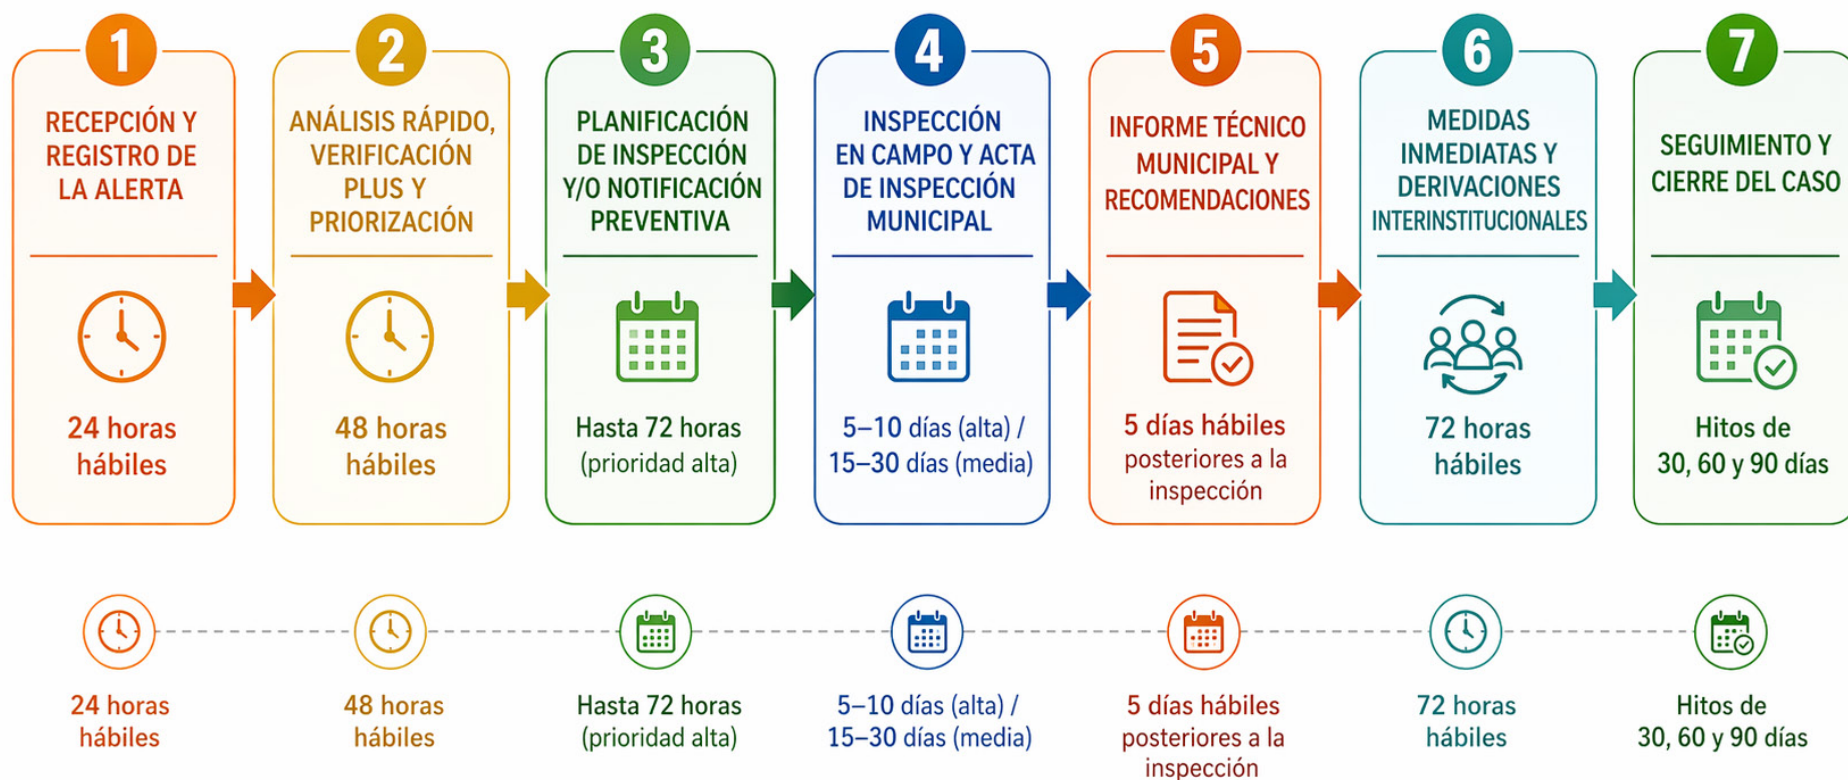 1
RECEPCIÓN Y
REGISTRO DE
LA ALERTA
24 horas
hábiles
2
ANÁLISIS RÁPIDO,
VERIFICACIÓN
PLUS Y
PRIORIZACIÓN
48 horas
hábiles
3
PLANIFICACIÓN
DE INSPECCIÓN
Y/O NOTIFICACIÓN
PREVENTIVA
Hasta 72 horas
(prioridad alta)
4
INSPECCIÓN
EN CAMPO Y ACTA
DE INSPECCIÓN
MUNICIPAL
5–10 días (alta) /
15–30 días (media)
5
INFORME TÉCNICO
MUNICIPAL Y
RECOMENDACIONES
5 días hábiles
posteriores a la
inspección
6
MEDIDAS
INMEDIATAS Y
DERIVACIONES
INTERINSTITUCIONALES
72 horas
hábiles
7
SEGUIMIENTO Y
CIERRE DEL CASO
Hitos de
30, 60 y 90 días
24 horas
hábiles
48 horas
hábiles
Hasta 72 horas
(prioridad alta)
5–10 días (alta) /
15–30 días (media)
5 días hábiles
posteriores a la
inspección
72 horas
hábiles
Hitos de
30, 60 y 90 días